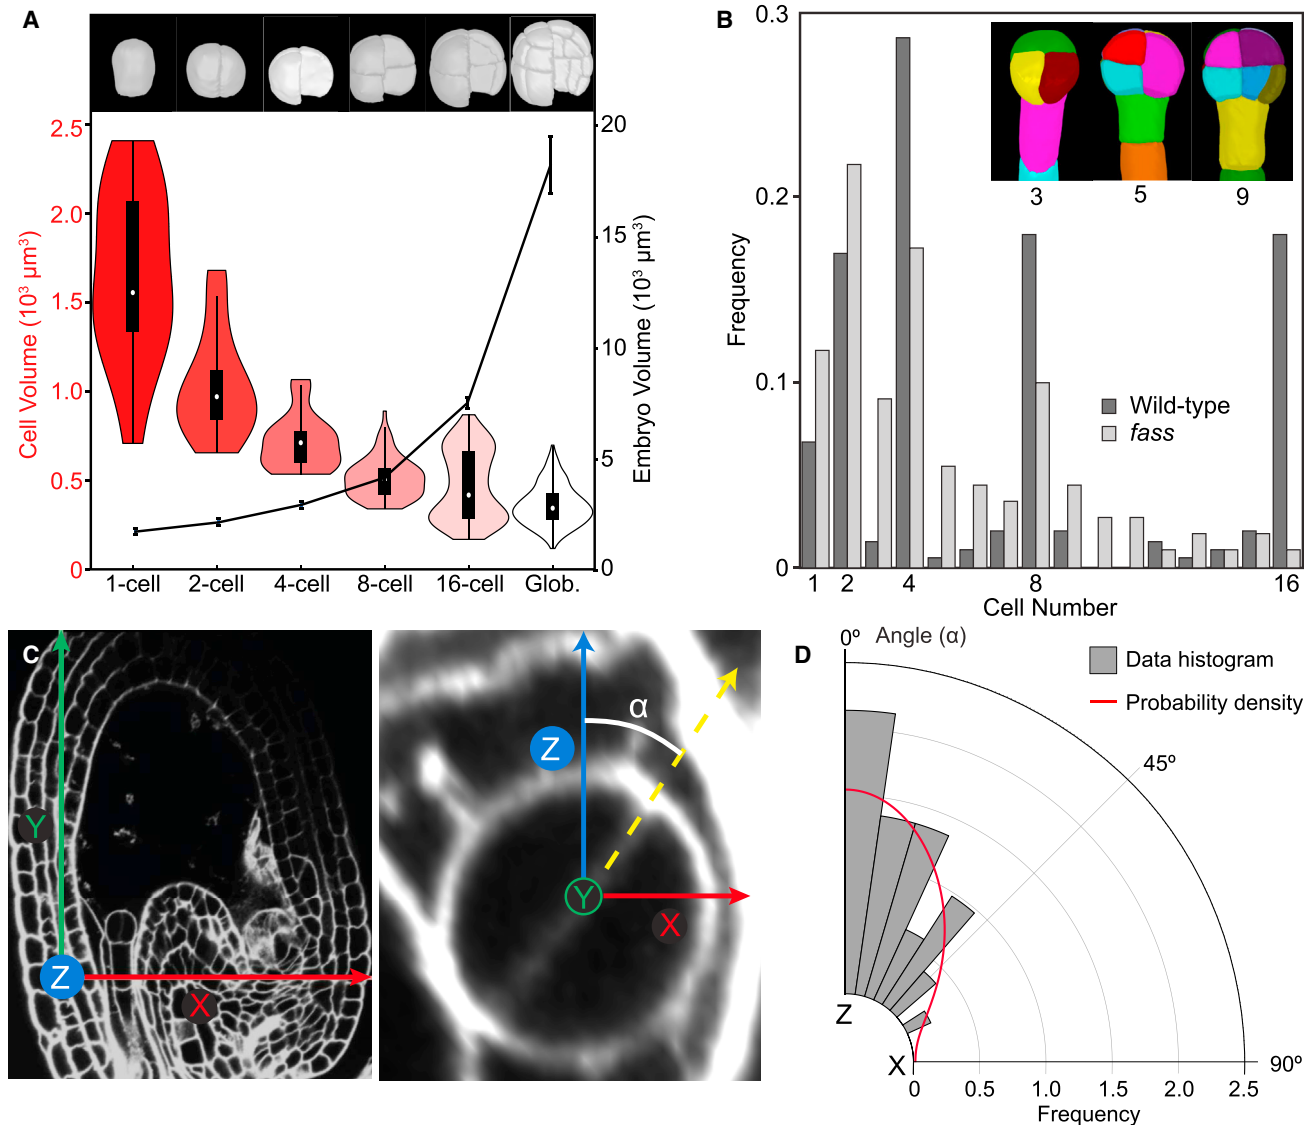 A
2.5
2.0
1.5
1.0
0.5
0
Cell Volume (10³ µm³)
20
15
10
5
0
Embryo Volume (10³ µm³)
1-cell 2-cell 4-cell 8-cell 16-cell Glob.
B
0.3
0.2
0.1
0
Frequency
3 5 9
Wild-type
fass
1 2 4 8 16
Cell Number
C
Y
Z
X
α
Z
Y
X
D
0º Angle (α)
Data histogram
Probability density
45º
Z
X
90º
0 0.5 1.0 1.5 2.0 2.5
Frequency